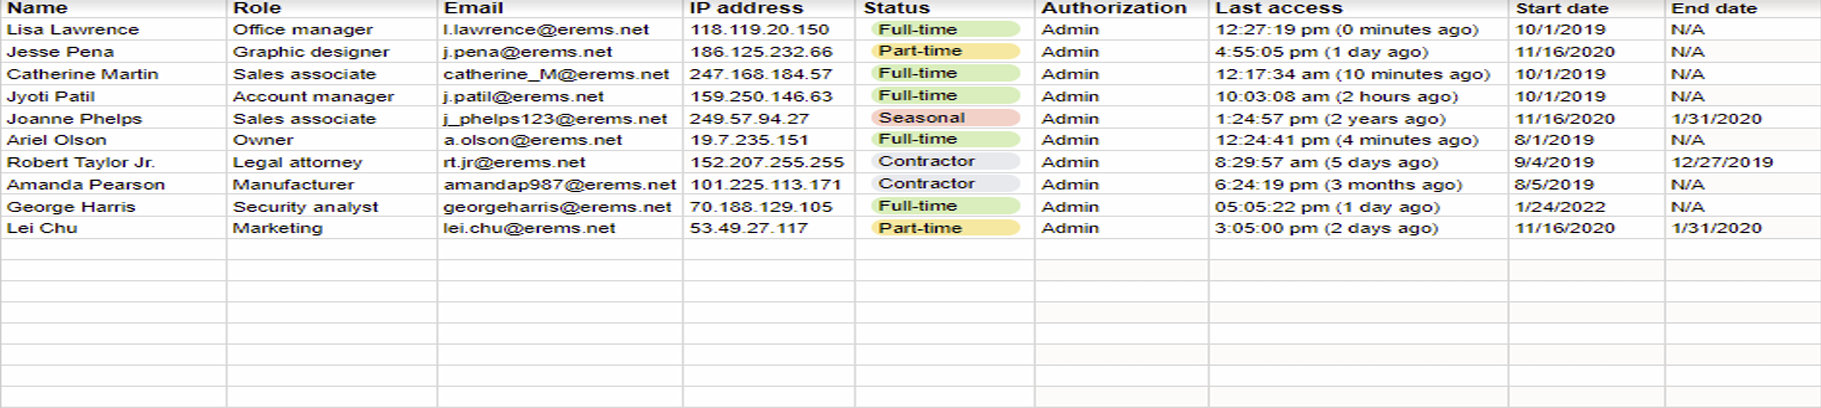 Name Role Email IP address Status Authorization Last access Start date End date
Lisa Lawrence Office manager l.lawrence@erems.net 118.119.20.150 Full-time Admin 12:27:19 pm (0 minutes ago) 10/1/2019 N/A
Jesse Pena Graphic designer j.pena@erems.net 186.125.232.66 Part-time Admin 4:55:05 pm (1 day ago) 11/16/2020 N/A
Catherine Martin Sales associate catherine_M@erems.net 247.168.184.57 Full-time Admin 12:17:34 am (10 minutes ago) 10/1/2019 N/A
Jyoti Patil Account manager j.patil@erems.net 159.250.146.63 Full-time Admin 10:03:08 am (2 hours ago) 10/1/2019 N/A
Joanne Phelps Sales associate j_phelps123@erems.net 249.57.94.27 Seasonal Admin 1:24:57 pm (2 years ago) 11/16/2020 1/31/2020
Ariel Olson Owner a.olson@erems.net 19.7.235.151 Full-time Admin 12:24:41 pm (4 minutes ago) 8/1/2019 N/A
Robert Taylor Jr. Legal attorney rt.jr@erems.net 152.207.255.255 Contractor Admin 8:29:57 am (5 days ago) 9/4/2019 12/27/2019
Amanda Pearson Manufacturer amandap987@erems.net 101.225.113.171 Contractor Admin 6:24:19 pm (3 months ago) 8/5/2019 N/A
George Harris Security analyst georgeharris@erems.net 70.188.129.105 Full-time Admin 05:05:22 pm (1 day ago) 1/24/2022 N/A
Lei Chu Marketing lei.chu@erems.net 53.49.27.117 Part-time Admin 3:05:00 pm (2 days ago) 11/16/2020 1/31/2020